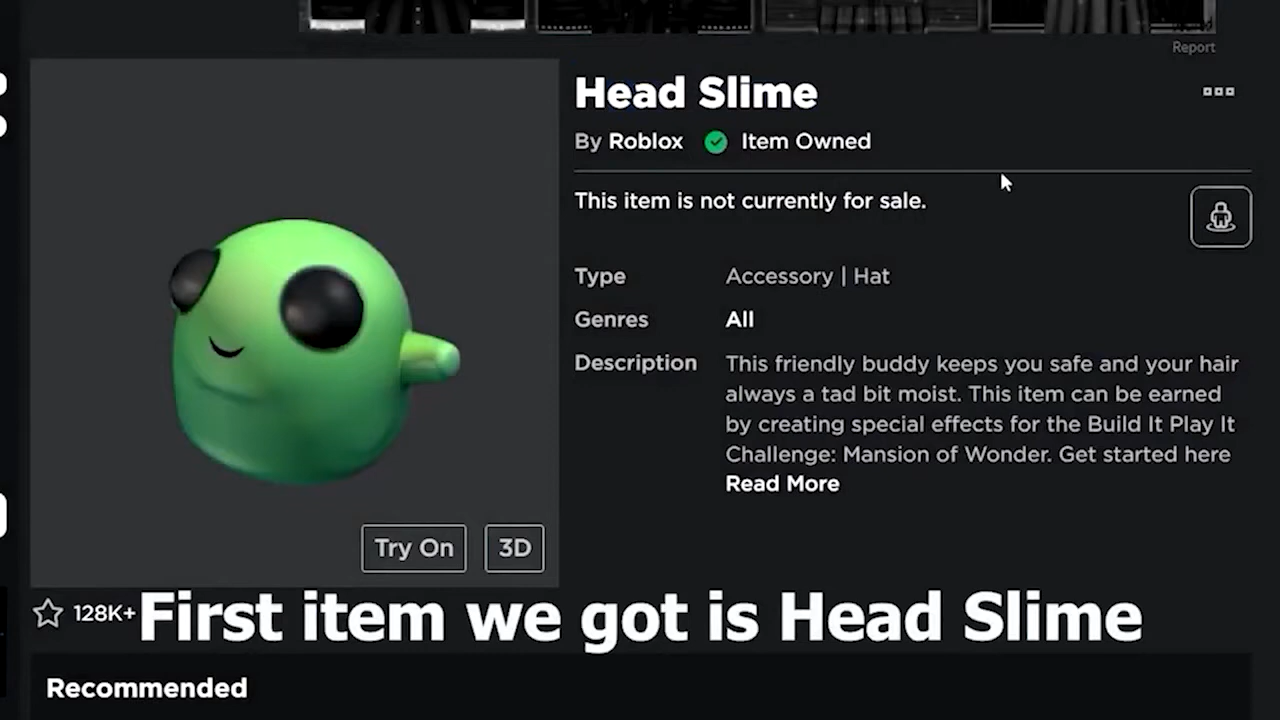 Report
Head Slime
By Roblox Item Owned
This item is not currently for sale.
Type Accessory | Hat
Genres All
Description This friendly buddy keeps you safe and your hair
always a tad bit moist. This item can be earned
by creating special effects for the Build It Play It
Challenge: Mansion of Wonder. Get started here
Read More
Try On 3D
128K+
First item we got is Head Slime
Recommended